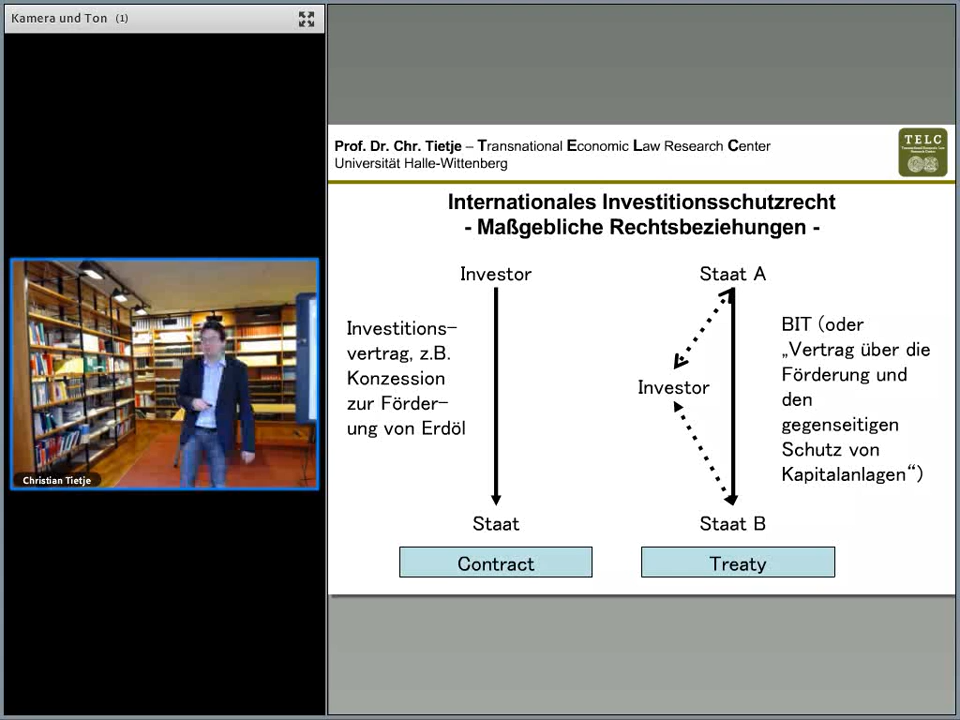 Kamera und Ton (1)
Christian Tietje
Prof. Dr. Chr. Tietje – Transnational Economic Law Research Center
Universität Halle-Wittenberg
TELC
Internationales Investitionsschutzrecht
- Maßgebliche Rechtsbeziehungen -
Investor
Investitions-
vertrag, z.B.
Konzession
zur Förder-
ung von Erdöl
Staat
Contract
Staat A
Investor
Staat B
BIT (oder
„Vertrag über die
Förderung und
den
gegenseitigen
Schutz von
Kapitalanlagen“)
Treaty